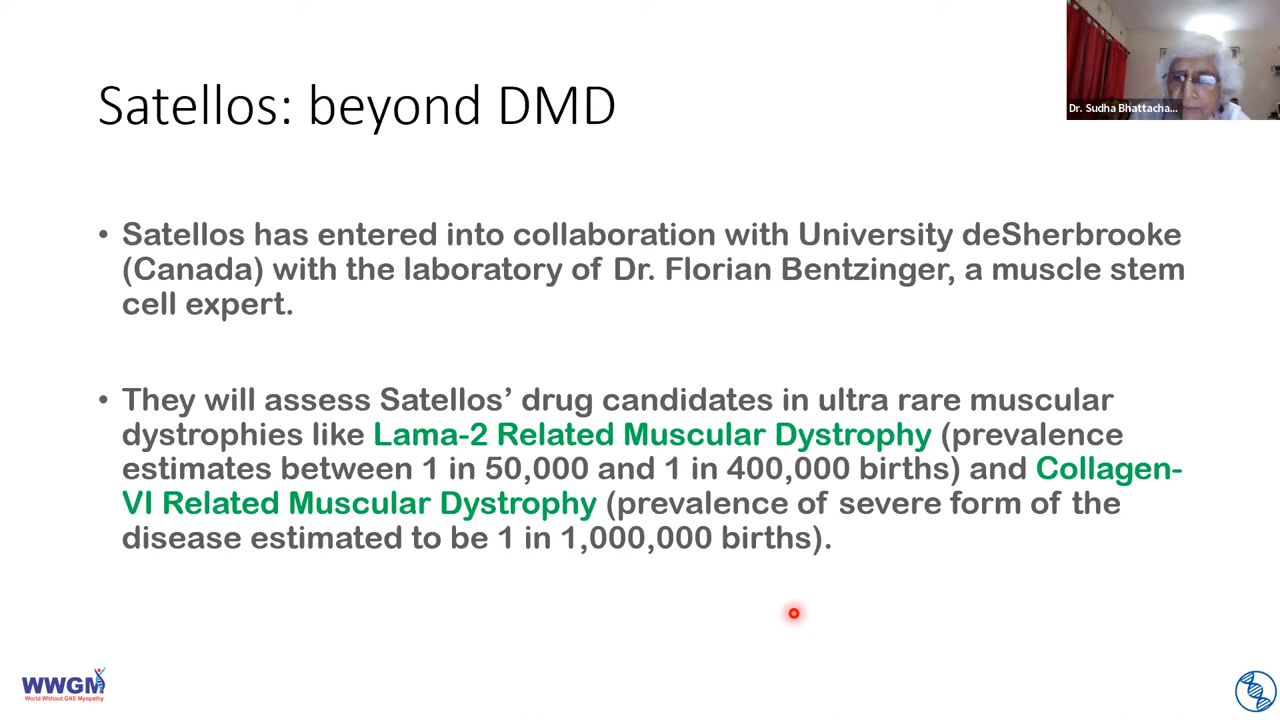 Satellos: beyond DMD
Dr. Sudha Bhattacha...
• Satellos has entered into collaboration with University deSherbrooke
(Canada) with the laboratory of Dr. Florian Bentzinger, a muscle stem
cell expert.
• They will assess Satellos’ drug candidates in ultra rare muscular
dystrophies like Lama-2 Related Muscular Dystrophy (prevalence
estimates between 1 in 50,000 and 1 in 400,000 births) and Collagen-
VI Related Muscular Dystrophy (prevalence of severe form of the
disease estimated to be 1 in 1,000,000 births).
WWGM
World Without GNE Myopathy